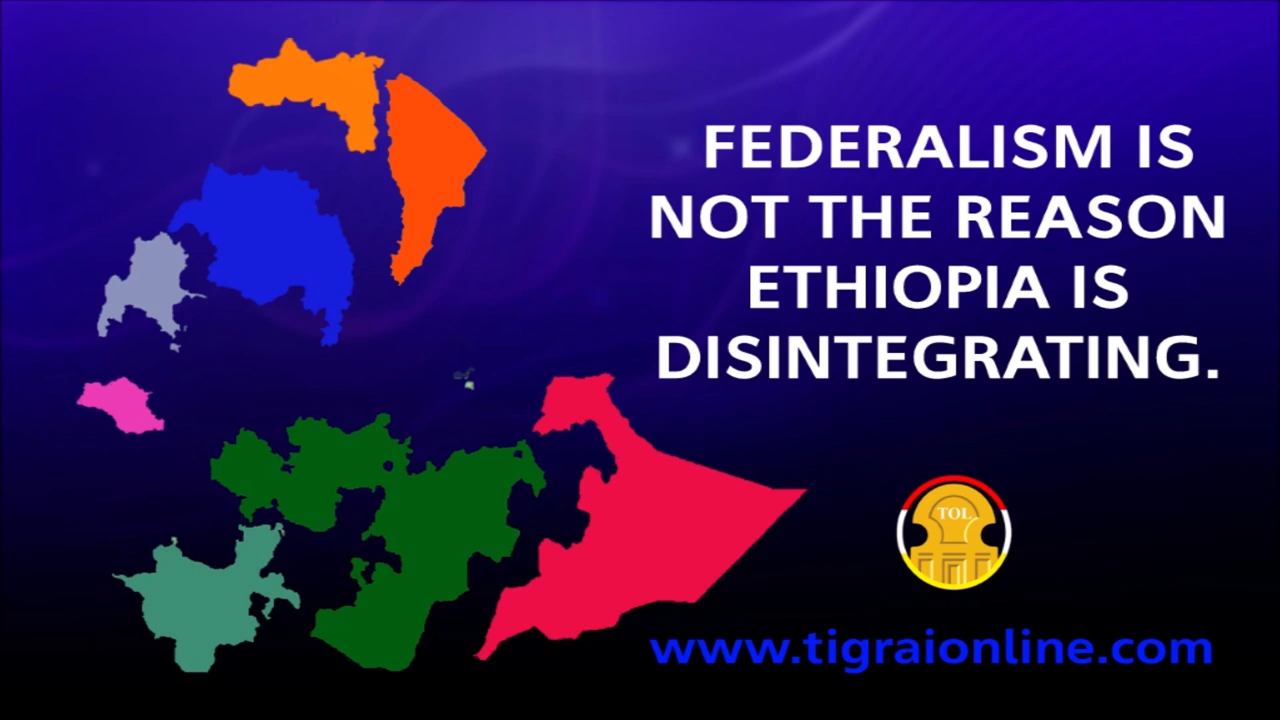 FEDERALISM IS
NOT THE REASON
ETHIOPIA IS
DISINTEGRATING.
TOL
www.tigraionline.com